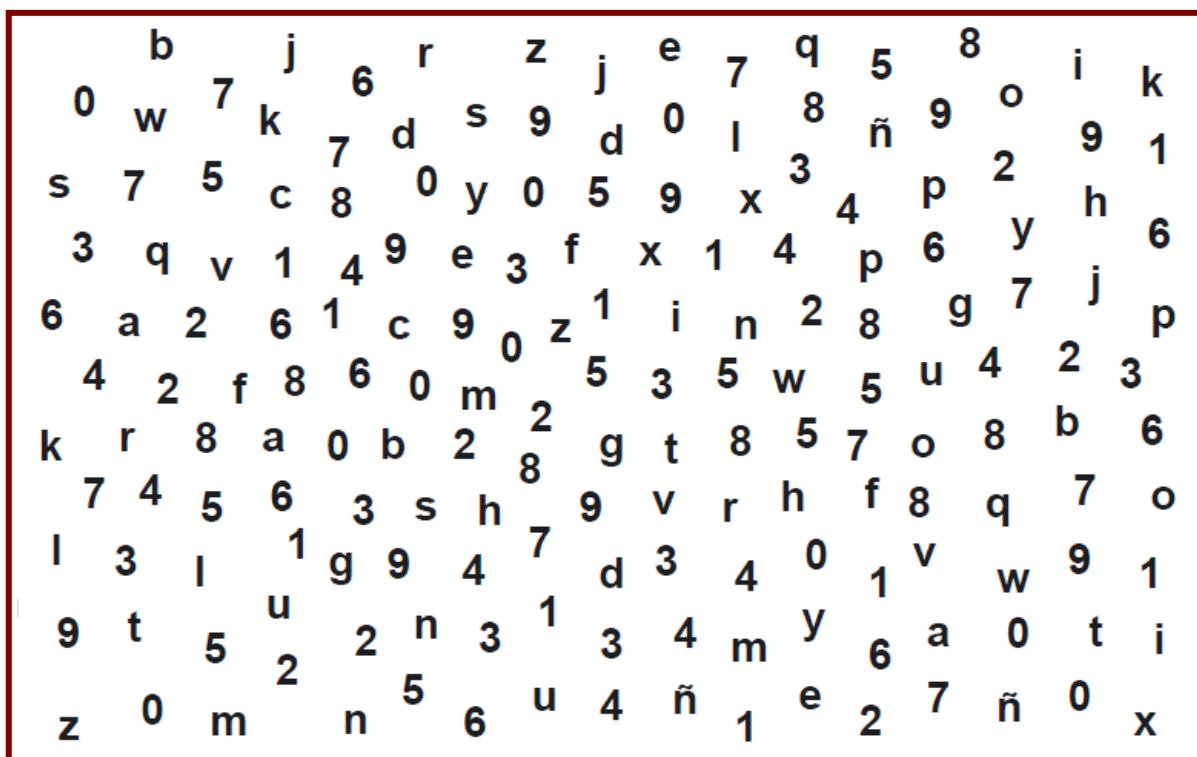 b j 6 r z j e 7 q 5 8 i k
0 w 7 k 7 d s 9 d 0 l 8 ñ 9 o 9 1
s 7 5 c 8 0 y 0 5 9 x 3 4 p 2 h
3 q v 1 4 9 e 3 f x 1 4 p 6 y 6
6 a 2 6 1 c 9 0 z 1 i n 2 8 g 7 j p
4 2 f 8 6 0 m 2 5 3 5 w 5 u 4 2 3
k r 8 a 0 b 2 8 g t 8 5 7 o 8 b 6
7 4 5 6 3 s h 9 v r h f 8 q 7 o
l 3 l 1 g 9 4 7 d 3 4 0 1 v w 9 1
9 t 5 u 2 2 n 3 1 3 4 m y 6 a 0 t i
z 0 m n 5 6 u 4 ñ 1 e 2 7 ñ 0 x